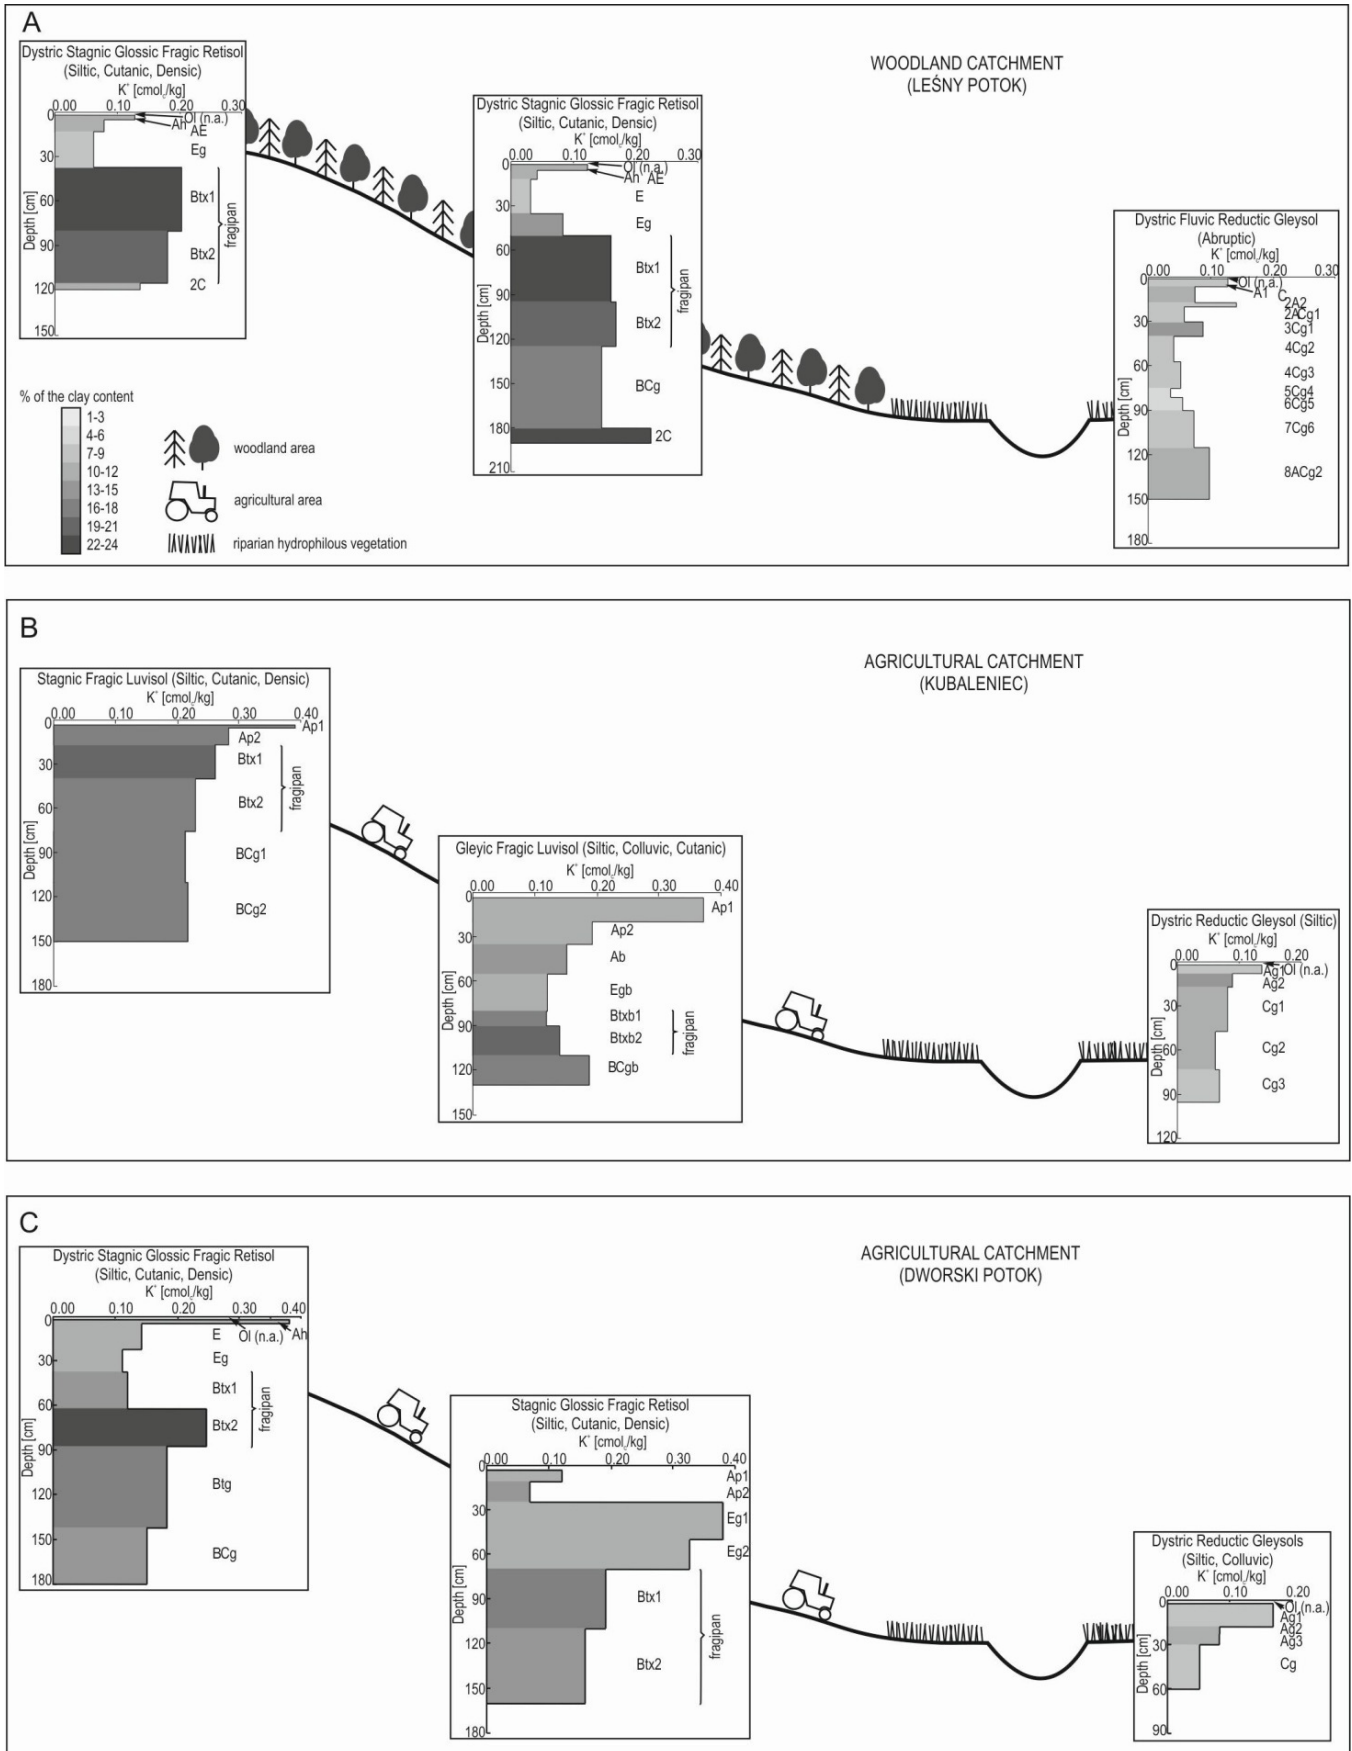 A
WOODLAND CATCHMENT
(LEŚNY POTOK)
Dystric Stagnic Glossic Fragic Retisol
(Siltic, Cutanic, Densic)
K⁺ [cmolc/kg]
0.00 0.10 0.20 0.30
Depth [cm]
0
30
60
90
120
150
Ol (n.a.)
Ah AE
Eg
Btx1
Btx2
2C
fragipan
Dystric Stagnic Glossic Fragic Retisol
(Siltic, Cutanic, Densic)
K⁺ [cmolc/kg]
0.00 0.10 0.20 0.30
Depth [cm]
0
30
60
90
120
150
180
210
Ol (n.a.)
Ah AE
E
Eg
Btx1
Btx2
BCg
2C
fragipan
Dystric Fluvic Reductic Gleysol
(Abruptic)
K⁺ [cmolc/kg]
0.00 0.10 0.20 0.30
Depth [cm]
0
30
60
90
120
150
180
Ol (n.a.)
A1 C
2A2
2ACg1
3Cg1
4Cg2
4Cg3
5Cg4
6Cg5
7Cg6
8ACg2
% of the clay content
1-3
4-6
7-9
10-12
13-15
16-18
19-21
22-24
woodland area
agricultural area
riparian hydrophilous vegetation
B
AGRICULTURAL CATCHMENT
(KUBALENIEC)
Stagnic Fragic Luvisol (Siltic, Cutanic, Densic)
K⁺ [cmolc/kg]
0.00 0.10 0.20 0.30 0.40
Depth [cm]
0
30
60
90
120
150
180
Ap1
Ap2
Btx1
Btx2
BCg1
BCg2
fragipan
Gleyic Fragic Luvisol (Siltic, Colluvic, Cutanic)
K⁺ [cmolc/kg]
0.00 0.10 0.20 0.30 0.40
Depth [cm]
0
30
60
90
120
150
Ap1
Ap2
Ab
Egb
Btxb1
Btxb2
BCgb
fragipan
Dystric Reductic Gleysol (Siltic)
K⁺ [cmolc/kg]
0.00 0.10 0.20
Depth [cm]
0
30
60
90
120
Ol (n.a.)
Ag1
Ag2
Cg1
Cg2
Cg3
C
AGRICULTURAL CATCHMENT
(DWORSKI POTOK)
Dystric Stagnic Glossic Fragic Retisol
(Siltic, Cutanic, Densic)
K⁺ [cmolc/kg]
0.00 0.10 0.20 0.30 0.40
Depth [cm]
0
30
60
90
120
150
180
Ol (n.a.) Ah
E
Eg
Btx1
Btx2
Btg
BCg
fragipan
Stagnic Glossic Fragic Retisol
(Siltic, Cutanic, Densic)
K⁺ [cmolc/kg]
0.00 0.10 0.20 0.30 0.40
Depth [cm]
0
30
60
90
120
150
180
Ap1
Ap2
Eg1
Eg2
Btx1
Btx2
fragipan
Dystric Reductic Gleysols
(Siltic, Colluvic)
K⁺ [cmolc/kg]
0.00 0.10 0.20
Depth [cm]
0
30
60
90
Ol (n.a.)
Ag1
Ag2
Ag3
Cg